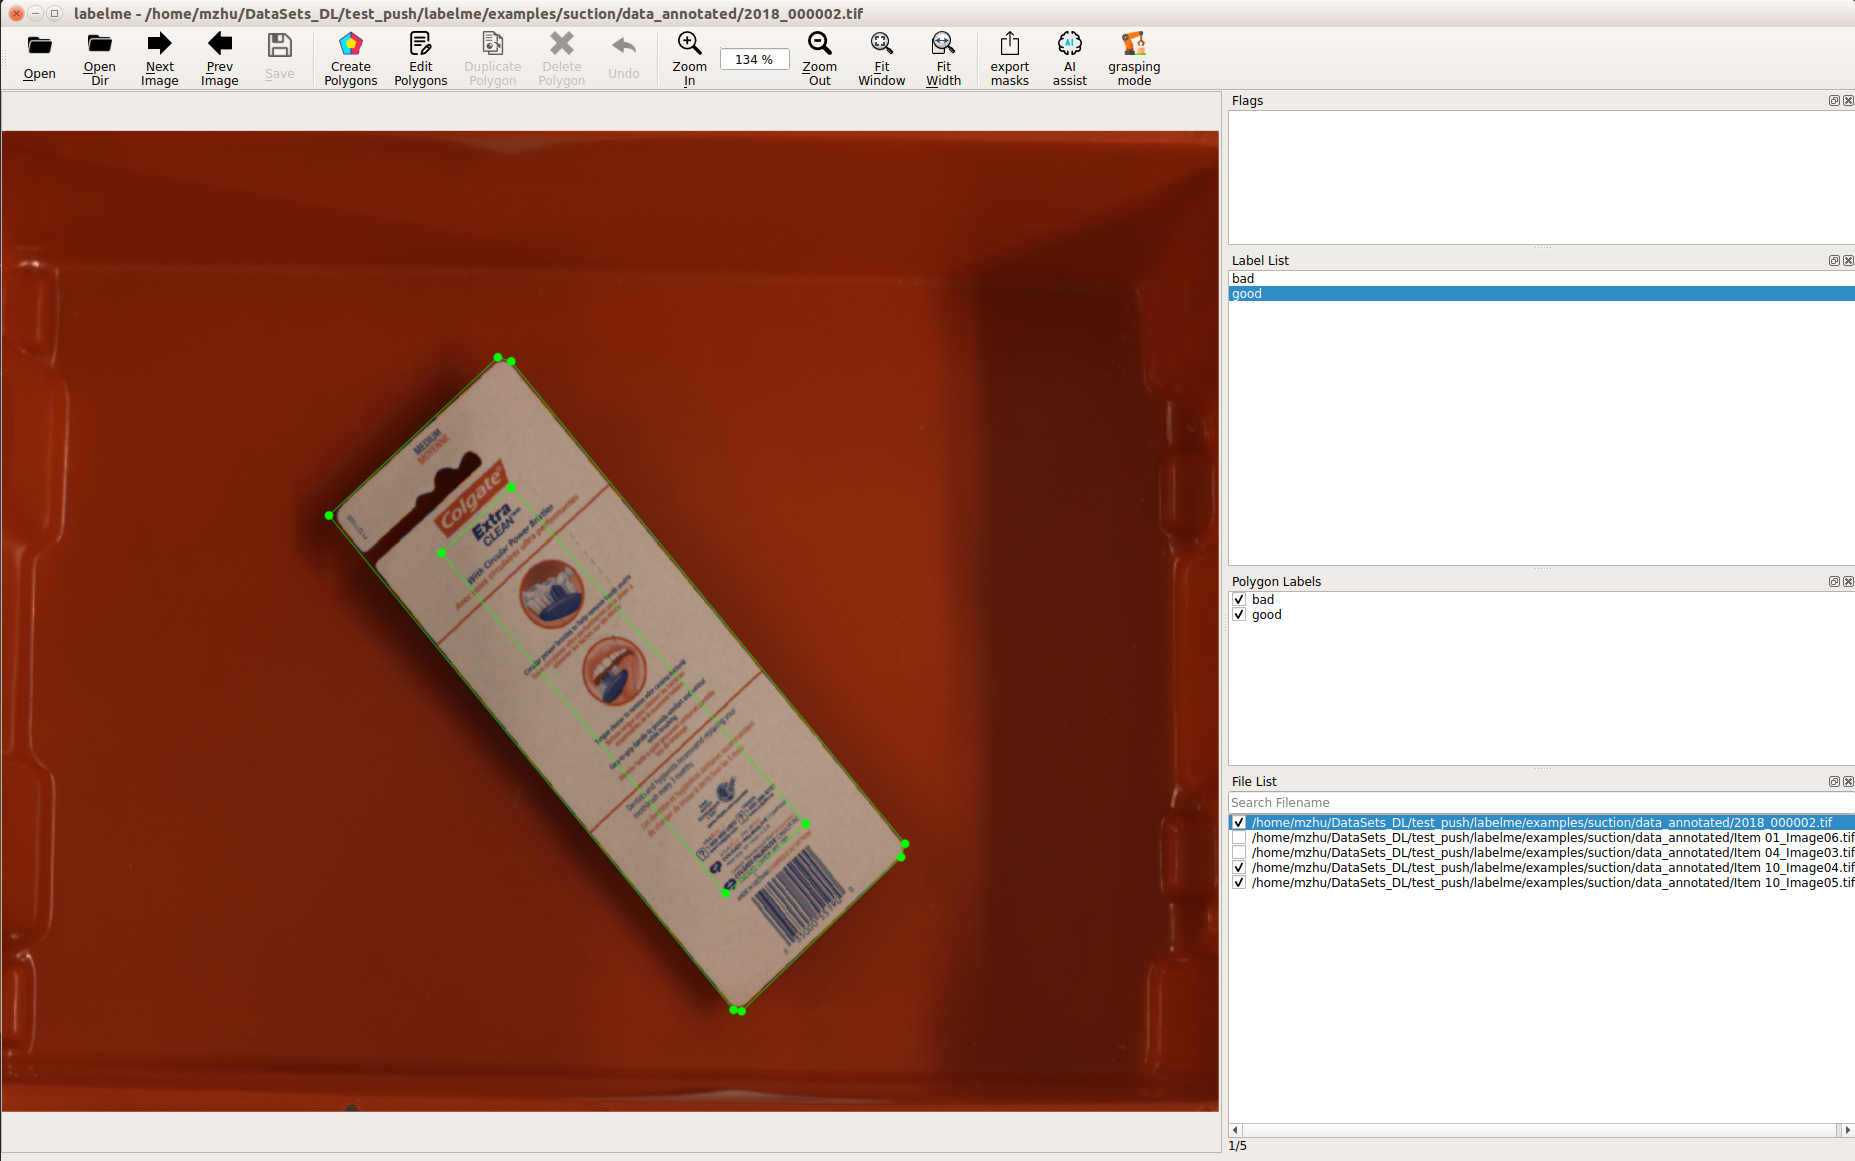 labelme - /home/mzhu/DataSets_DL/test_push/labelme/examples/suction/data_annotated/2018_000002.tif
Open
Open Dir
Next Image
Prev Image
Save
Create Polygons
Edit Polygons
Duplicate Polygon
Delete Polygon
Undo
Zoom In
134 %
Zoom Out
Fit Window
Fit Width
export masks
AI assist
grasping mode
MEDIUM
MOYENNE
Colgate
Extra
CLEAN
With Circular Power Bristles
Flags
Label List
bad
good
Polygon Labels
bad
good
File List
Search Filename
/home/mzhu/DataSets_DL/test_push/labelme/examples/suction/data_annotated/2018_000002.tif
/home/mzhu/DataSets_DL/test_push/labelme/examples/suction/data_annotated/Item 01_Image06.tif
/home/mzhu/DataSets_DL/test_push/labelme/examples/suction/data_annotated/Item 04_Image03.tif
/home/mzhu/DataSets_DL/test_push/labelme/examples/suction/data_annotated/Item 10_Image04.tif
/home/mzhu/DataSets_DL/test_push/labelme/examples/suction/data_annotated/Item 10_Image05.tif
1/5